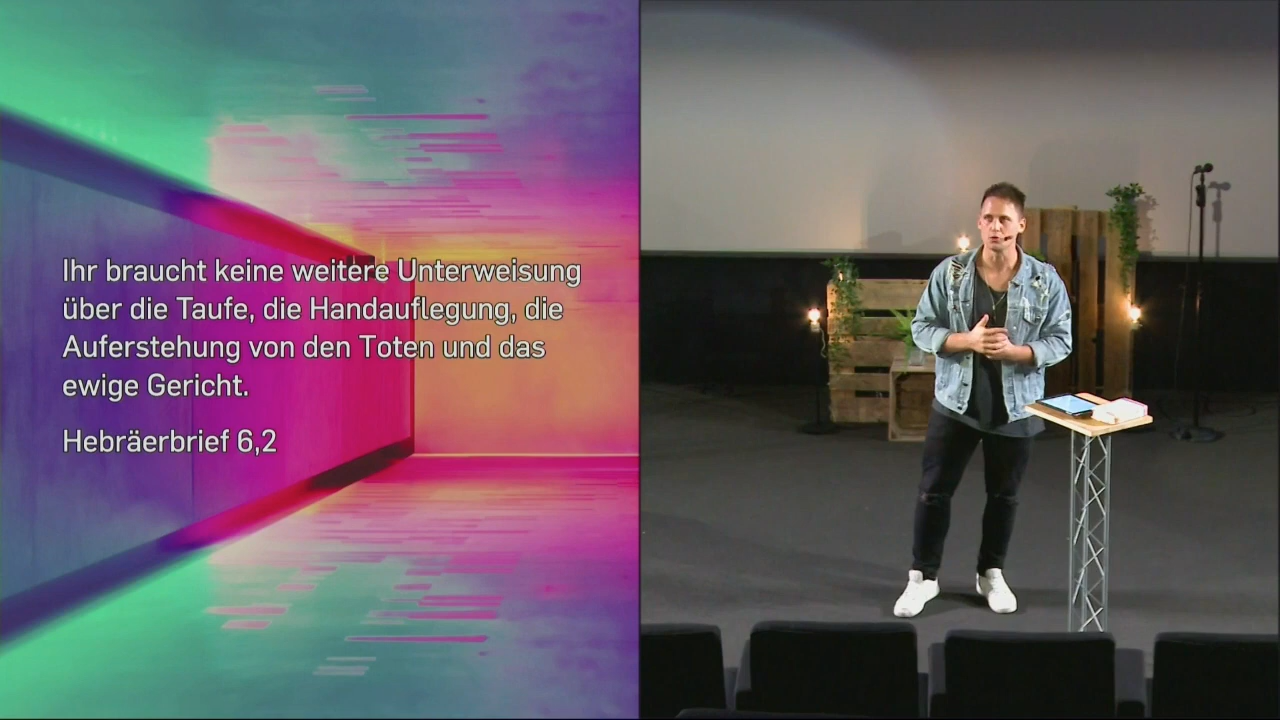 Ihr braucht keine weitere Unterweisung
über die Taufe, die Handauflegung, die
Auferstehung von den Toten und das
ewige Gericht.
Hebräerbrief 6,2